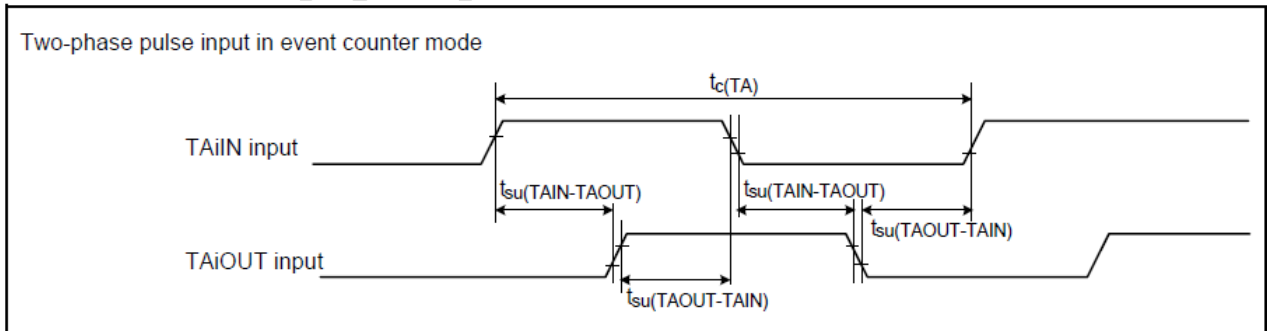 Two-phase pulse input in event counter mode
tc(TA)
TAiIN input
tsu(TAIN-TAOUT)
tsu(TAIN-TAOUT)
tsu(TAOUT-TAIN)
TAiOUT input
tsu(TAOUT-TAIN)